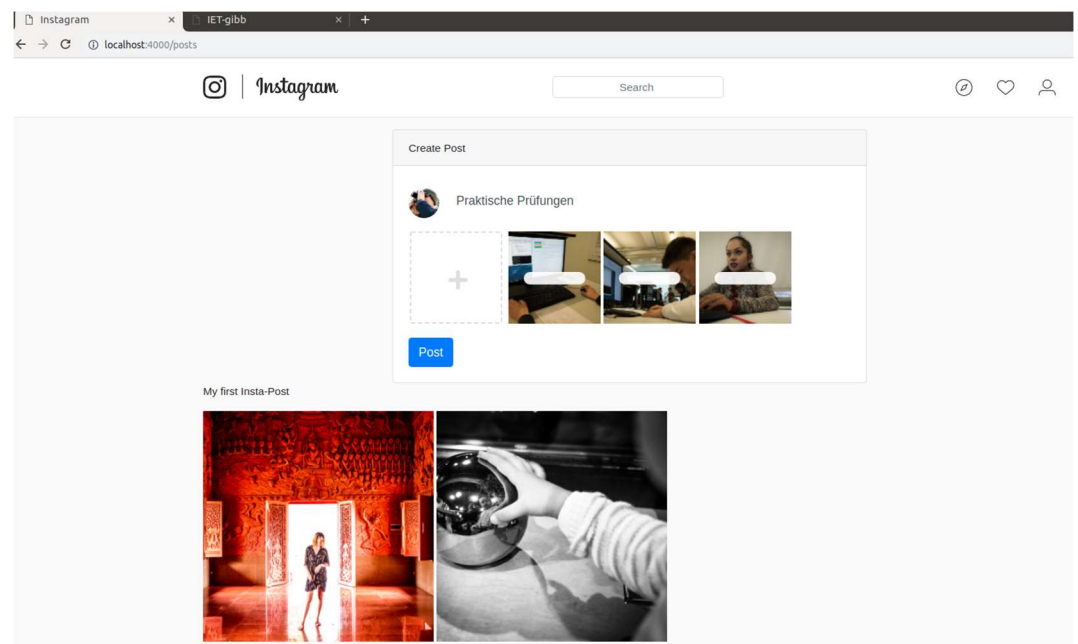 Instagram
IET-gibb
localhost:4000/posts
Instagram
Search
Create Post
Praktische Prüfungen
Post
My first Insta-Post